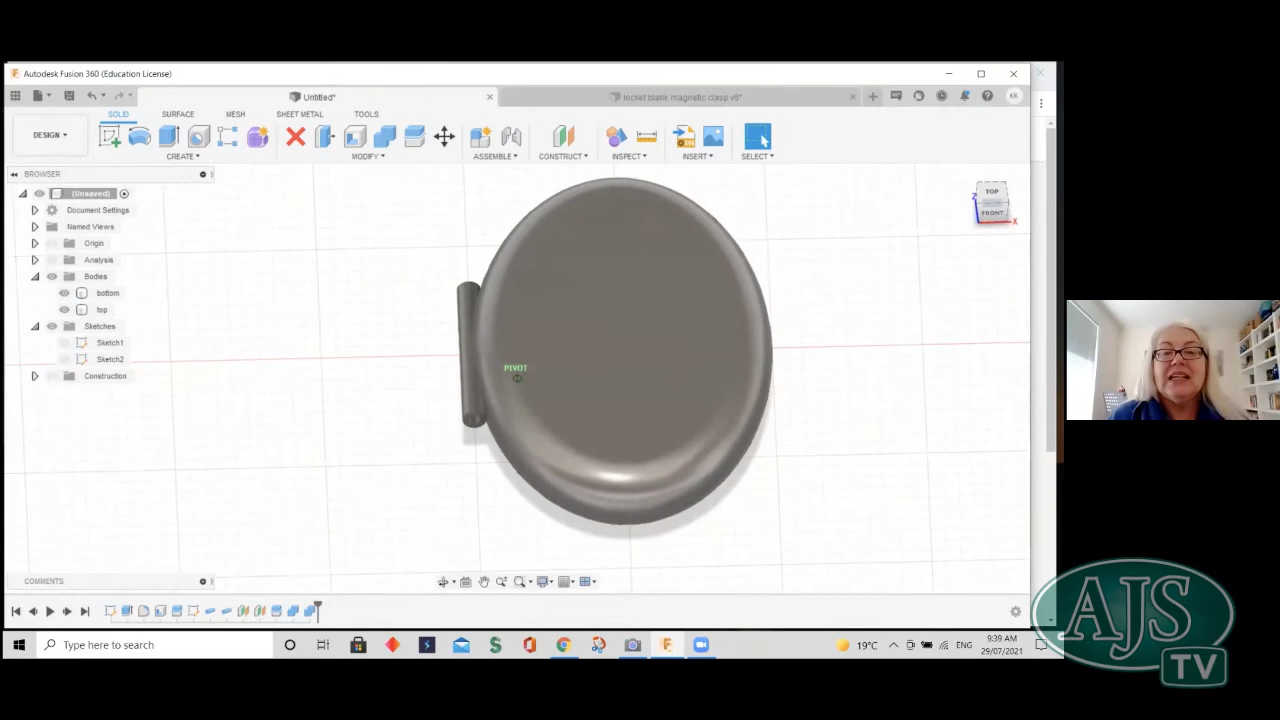 Autodesk Fusion 360 (Education License)
Untitled*
locket blank magnetic clasp v6*
KK
SOLID SURFACE MESH SHEET METAL TOOLS
DESIGN
CREATE MODIFY ASSEMBLE CONSTRUCT INSPECT INSERT SELECT
BROWSER
(Unsaved)
Document Settings
Named Views
Origin
Analysis
Bodies
bottom
top
Sketches
Sketch1
Sketch2
Construction
PIVOT
TOP
FRONT
Z
X
COMMENTS
Type here to search
19°C
ENG
9:39 AM
29/07/2021
AJS
TV